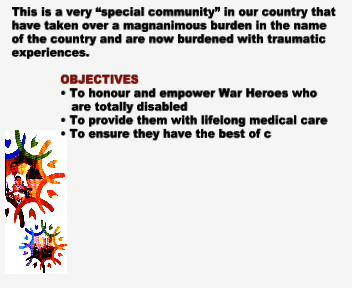 This is a very “special community” in our country that
have taken over a magnanimous burden in the name
of the country and are now burdened with traumatic
experiences.
OBJECTIVES
• To honour and empower War Heroes who
are totally disabled
• To provide them with lifelong medical care
• To ensure they have the best of c